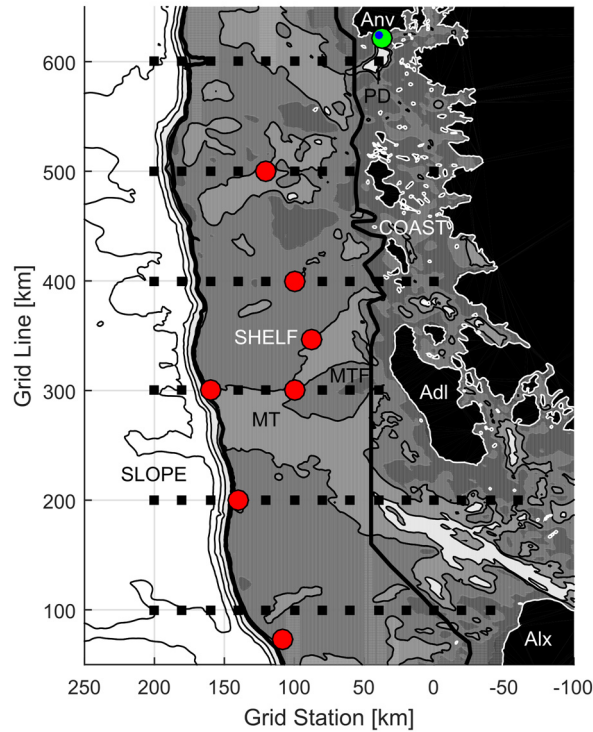 Anv
600
PD
500
COAST
400
SHELF
MTF
300
Adl
MT
SLOPE
200
100
Alx
250 200 150 100 50 0 -50 -100
Grid Station [km]
Grid Line [km]